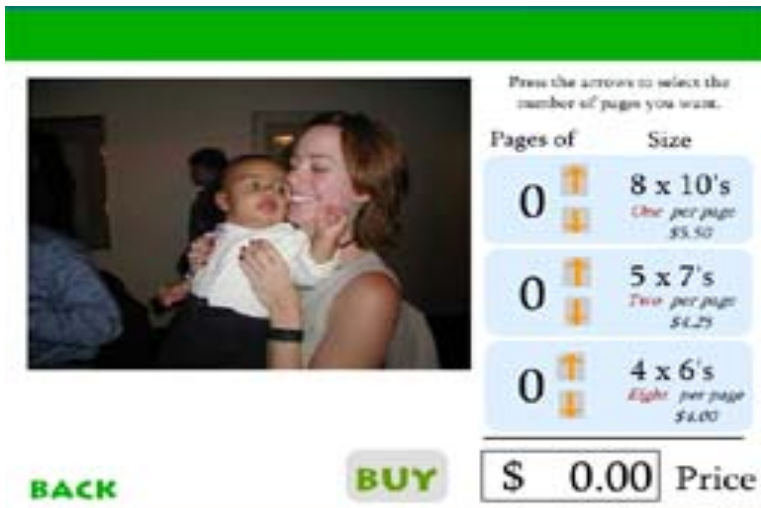 Press the arrows to select the
number of pages you want.
Pages of Size
0 8 x 10's
One per page
$5.50
0 5 x 7's
Two per page
$4.25
0 4 x 6's
Eight per page
$4.00
BACK BUY $ 0.00 Price